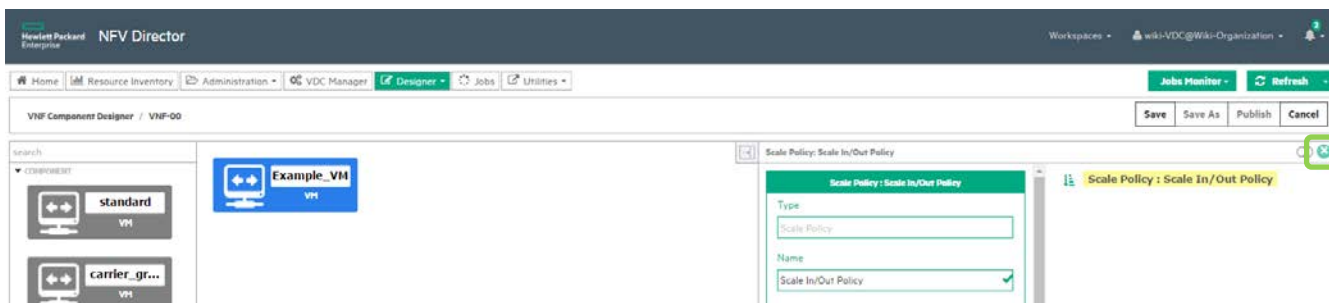 Hewlett Packard
Enterprise
NFV Director
Workspaces
wiki-VDC@Wiki-Organization
2
Home
Resource Inventory
Administration
VDC Manager
Designer
Jobs
Utilities
Jobs Monitor
Refresh
VNF Component Designer / VNF-00
Save
Save As
Publish
Cancel
search
COMPONENT
standard
VM
carrier_gr...
VM
Example_VM
VM
Scale Policy: Scale In/Out Policy
Scale Policy : Scale In/Out Policy
Type
Scale Policy
Name
Scale In/Out Policy
Scale Policy : Scale In/Out Policy